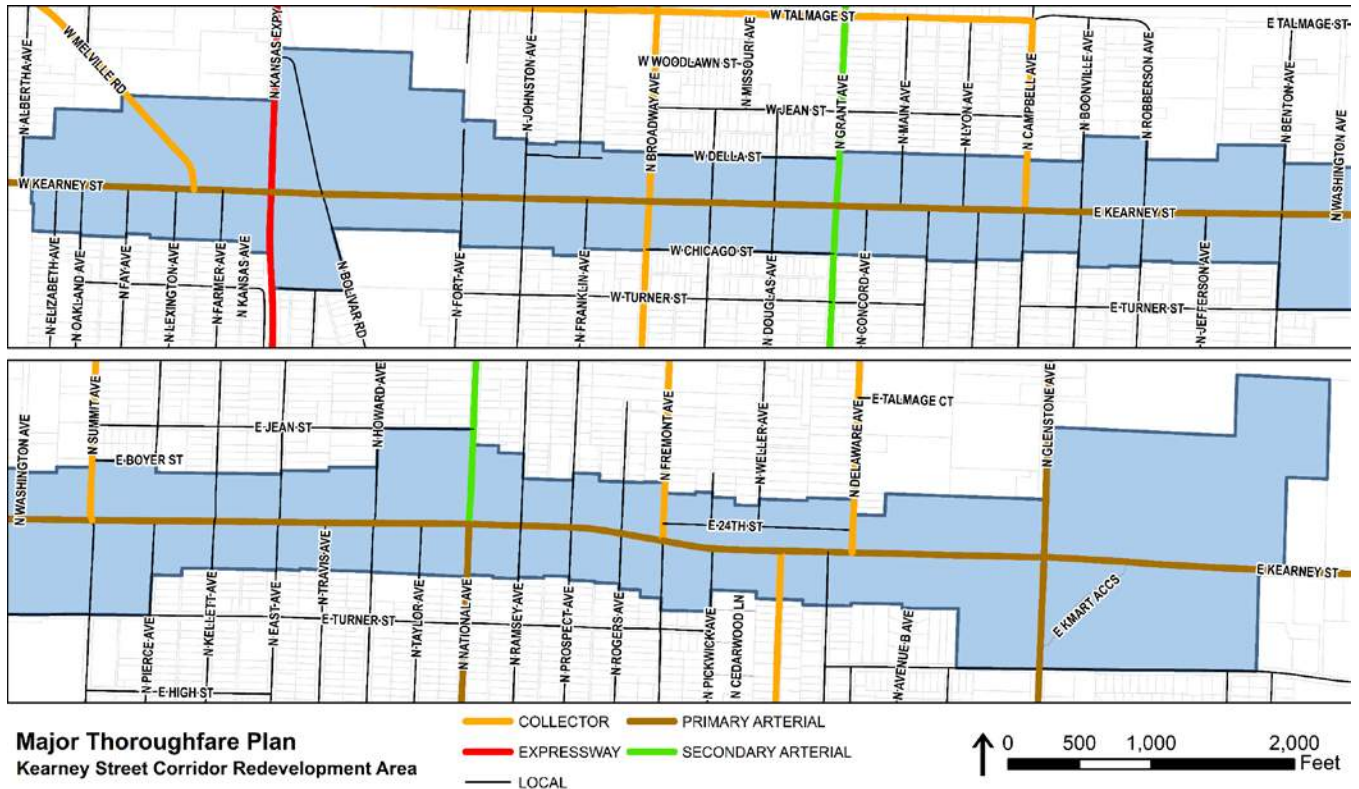 W TALMAGE ST
E TALMAGE ST
N ALBERTA AVE
W MELVILLE RD
N KANSAS EXPY
N JOHNSTON AVE
W WOODLAWN ST
N BROADWAY AVE
N MISSOURI AVE
W JEAN ST
N GRANT AVE
N MAIN AVE
N LYON AVE
N CAMPBELL AVE
N BOONVILLE AVE
N ROBBERSON AVE
N BENTON AVE
N WASHINGTON AVE
W DELLA ST
W KEARNEY ST
E KEARNEY ST
N ELIZABETH AVE
N OAKLAND AVE
N FAY AVE
N LEXINGTON AVE
N FARMER AVE
N KANSAS AVE
N BOLIVAR RD
N FORT AVE
N FRANKLIN AVE
W CHICAGO ST
W TURNER ST
N DOUGLAS AVE
N CONCORD AVE
E TURNER ST
N JEFFERSON AVE
N WASHINGTON AVE
N SUMMIT AVE
E JEAN ST
E BOYER ST
N HOWARD AVE
N FREMONT AVE
N WELLER AVE
N DELAWARE AVE
E TALMAGE CT
N GLENSTONE AVE
E 24TH ST
E KEARNEY ST
E KMART ACCS
N PIERCE AVE
N KELLETT AVE
N EAST AVE
N TRAVIS AVE
E TURNER ST
N TAYLOR AVE
N NATIONAL AVE
N RAMSEY AVE
N PROSPECT AVE
N ROGERS AVE
N PICKWICK AVE
N CEDARWOOD LN
N AVENUE B AVE
E HIGH ST
Major Thoroughfare Plan
Kearney Street Corridor Redevelopment Area
COLLECTOR
PRIMARY ARTERIAL
EXPRESSWAY
SECONDARY ARTERIAL
LOCAL
0 500 1,000 2,000
Feet